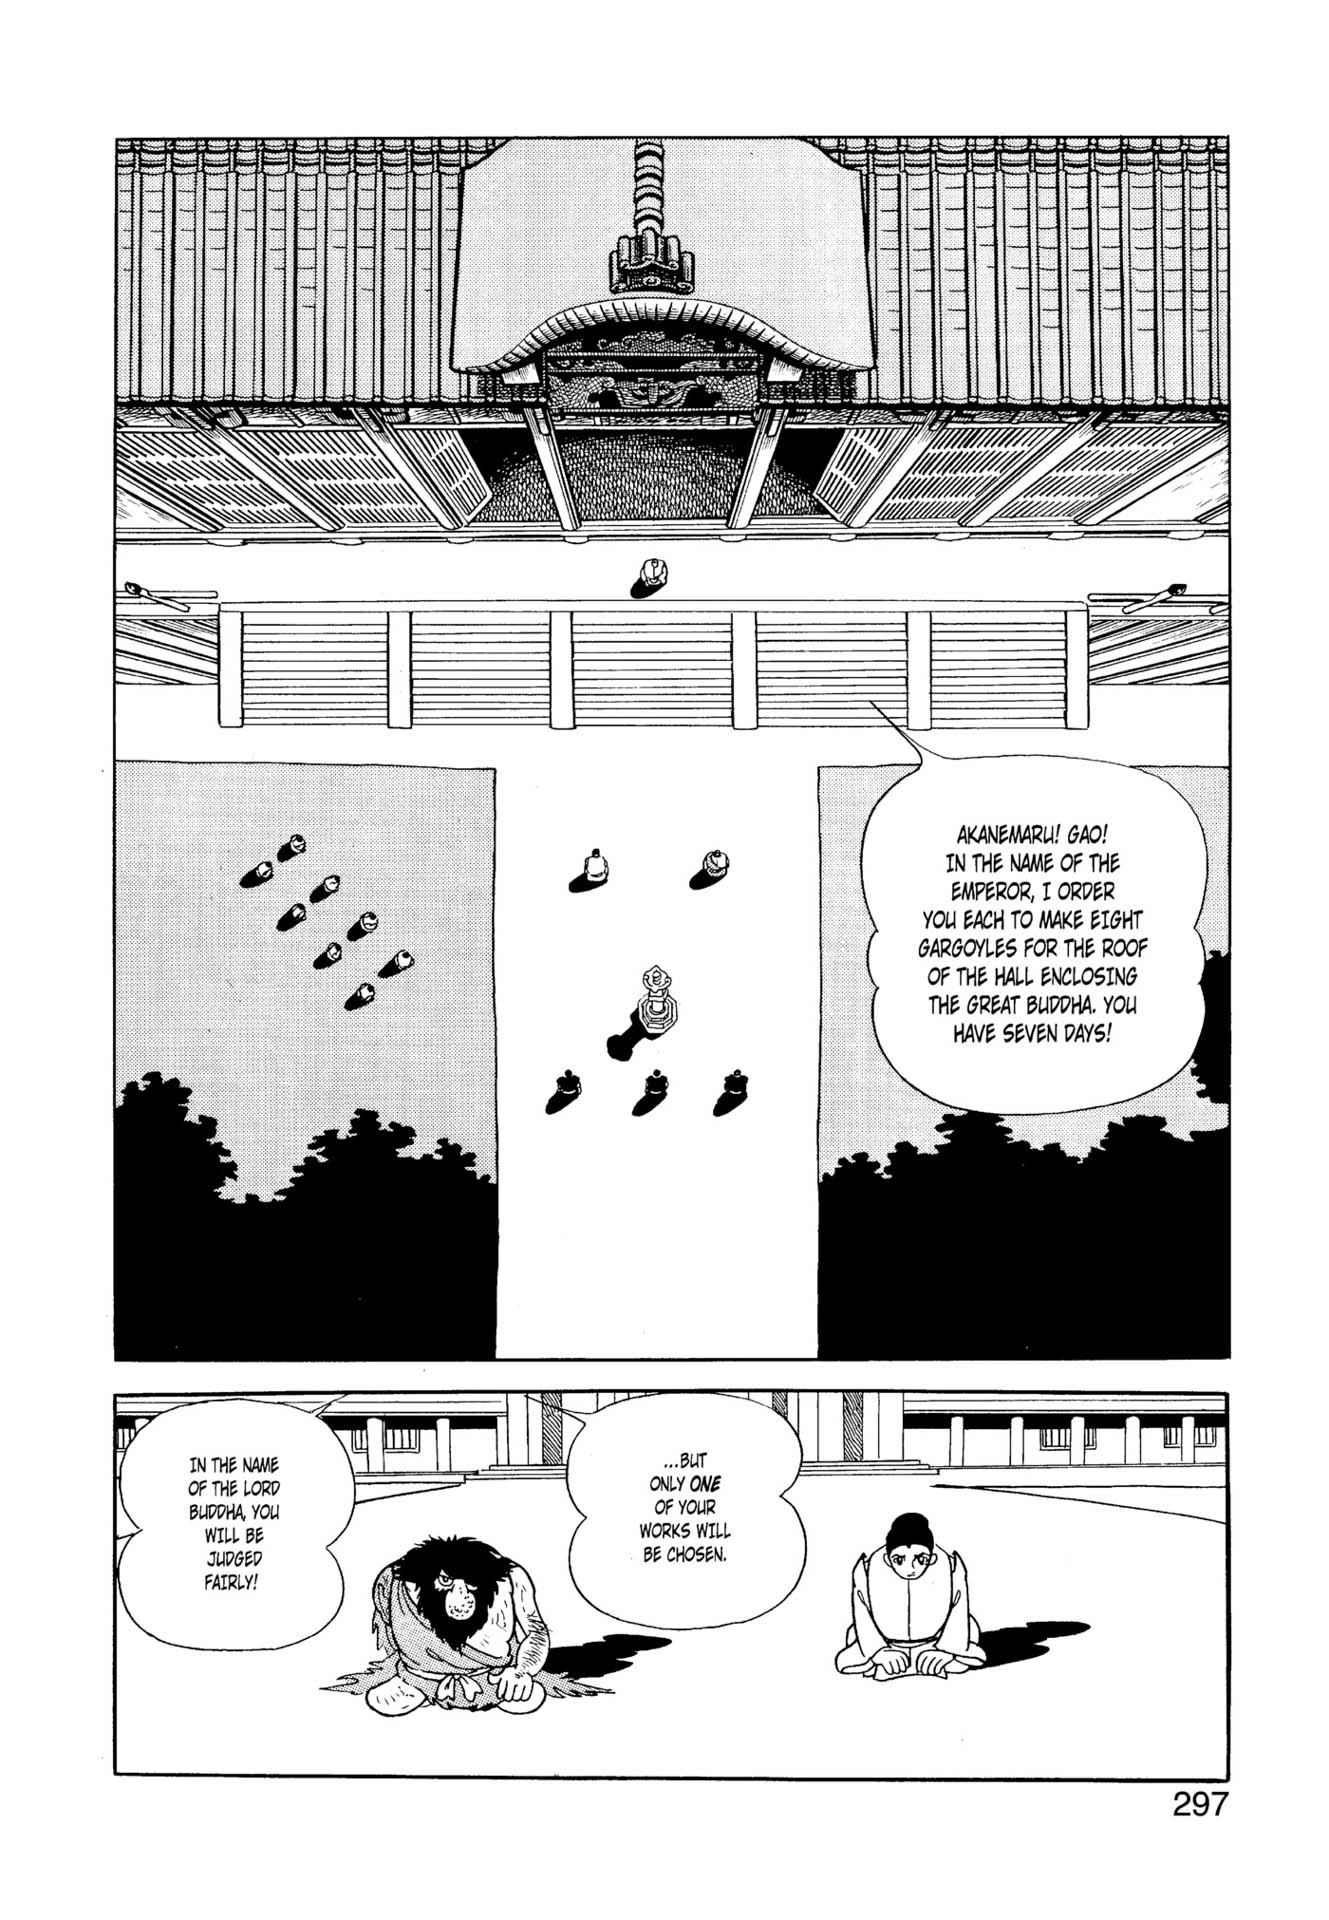 AKANEMARU! GAO!
IN THE NAME OF THE
EMPEROR, I ORDER
YOU EACH TO MAKE EIGHT
GARGOYLES FOR THE ROOF
OF THE HALL ENCLOSING
THE GREAT BUDDHA. YOU
HAVE SEVEN DAYS!
...BUT
ONLY ONE
OF YOUR
WORKS WILL
BE CHOSEN.
IN THE NAME
OF THE LORD
BUDDHA, YOU
WILL BE
JUDGED
FAIRLY!
297